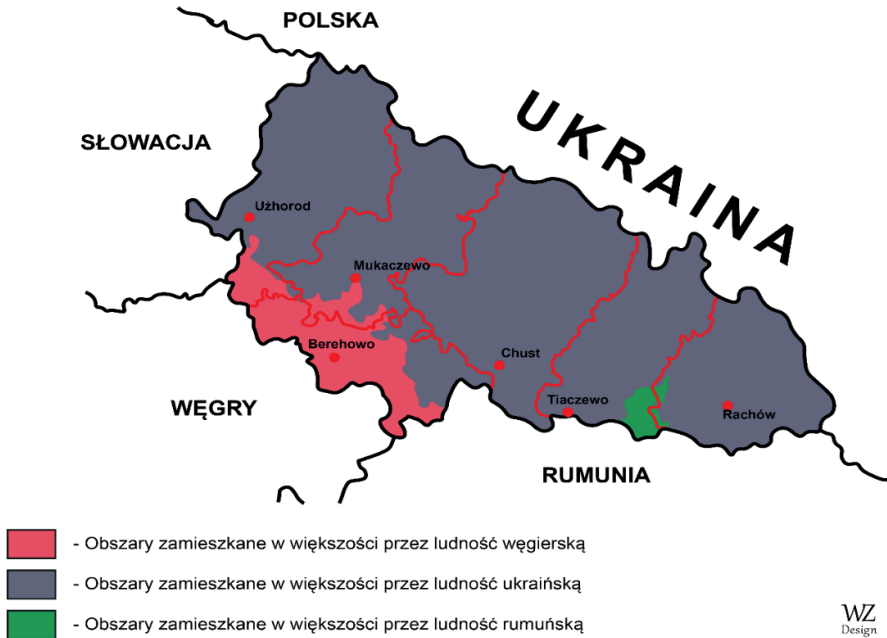 POLSKA
SŁOWACJA
UKRAINA
Użhorod
Mukaczewo
Berehowo
Chust
WĘGRY
Tiaczewo
Rachów
RUMUNIA
- Obszary zamieszkane w większości przez ludność węgierską
- Obszary zamieszkane w większości przez ludność ukraińską
- Obszary zamieszkane w większości przez ludność rumuńską
WZ
Design